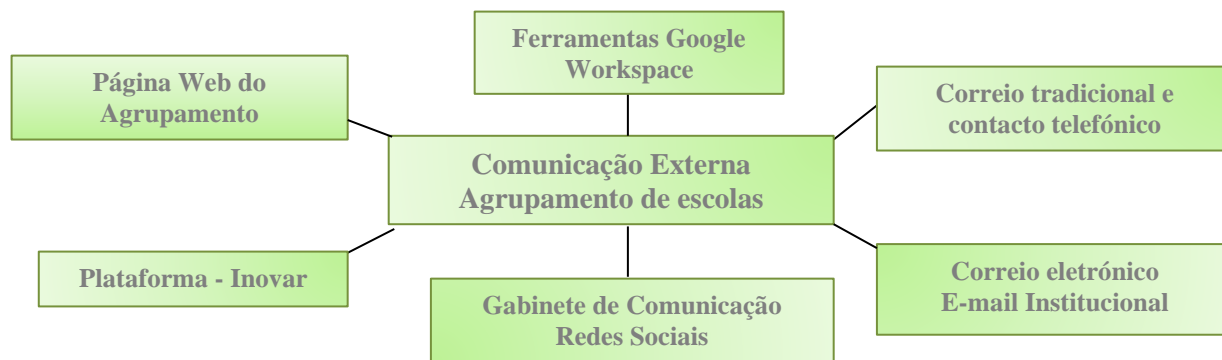 Ferramentas Google
Workspace
Página Web do
Agrupamento
Correio tradicional e
contacto telefónico
Comunicação Externa
Agrupamento de escolas
Plataforma - Inovar
Gabinete de Comunicação
Redes Sociais
Correio eletrónico
E-mail Institucional